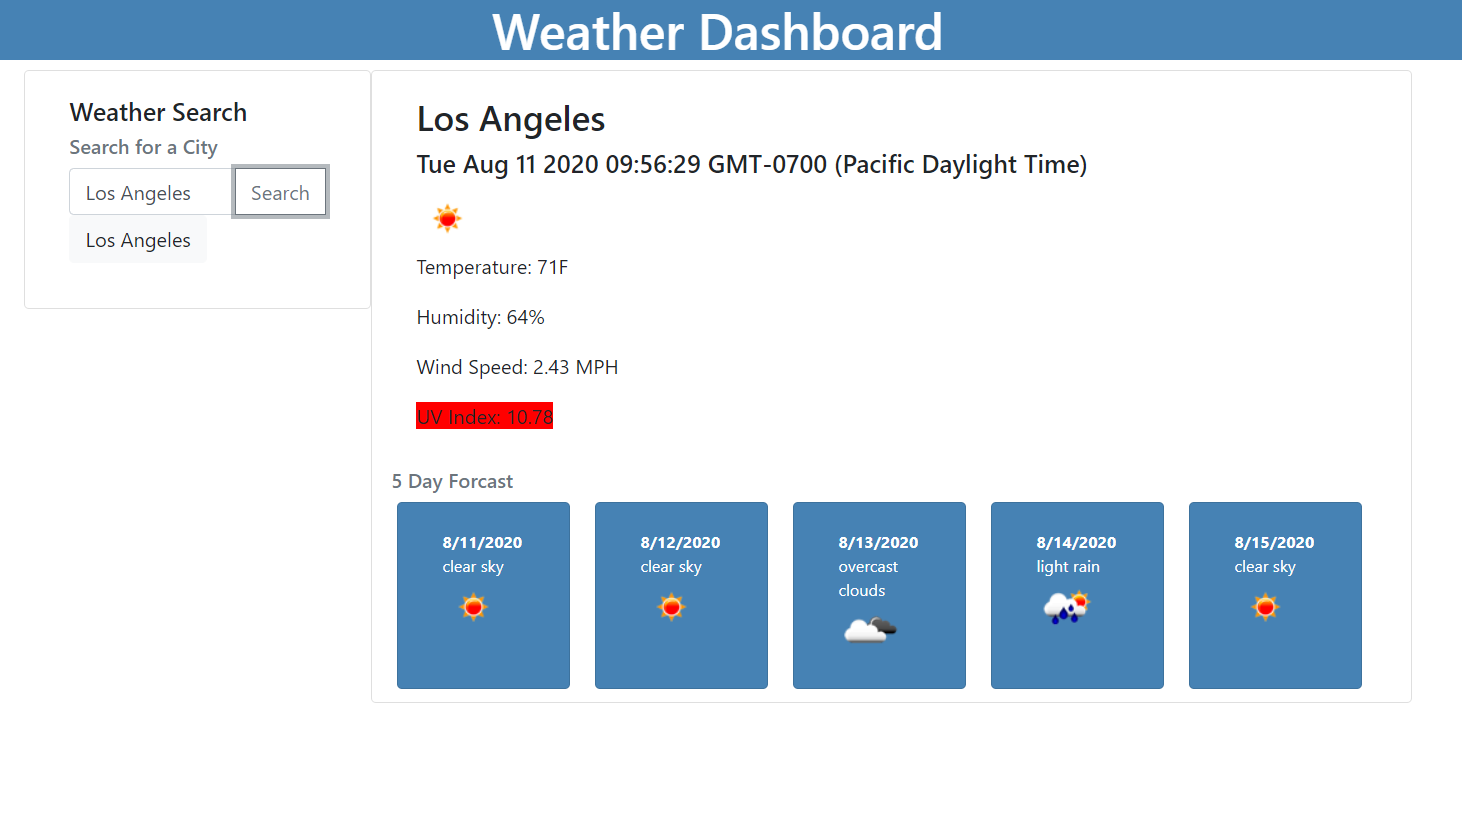 Weather Dashboard
Weather Search
Search for a City
Los Angeles
Search
Los Angeles
Los Angeles
Tue Aug 11 2020 09:56:29 GMT-0700 (Pacific Daylight Time)
Temperature: 71F
Humidity: 64%
Wind Speed: 2.43 MPH
UV Index: 10.78
5 Day Forcast
8/11/2020
clear sky
8/12/2020
clear sky
8/13/2020
overcast
clouds
8/14/2020
light rain
8/15/2020
clear sky